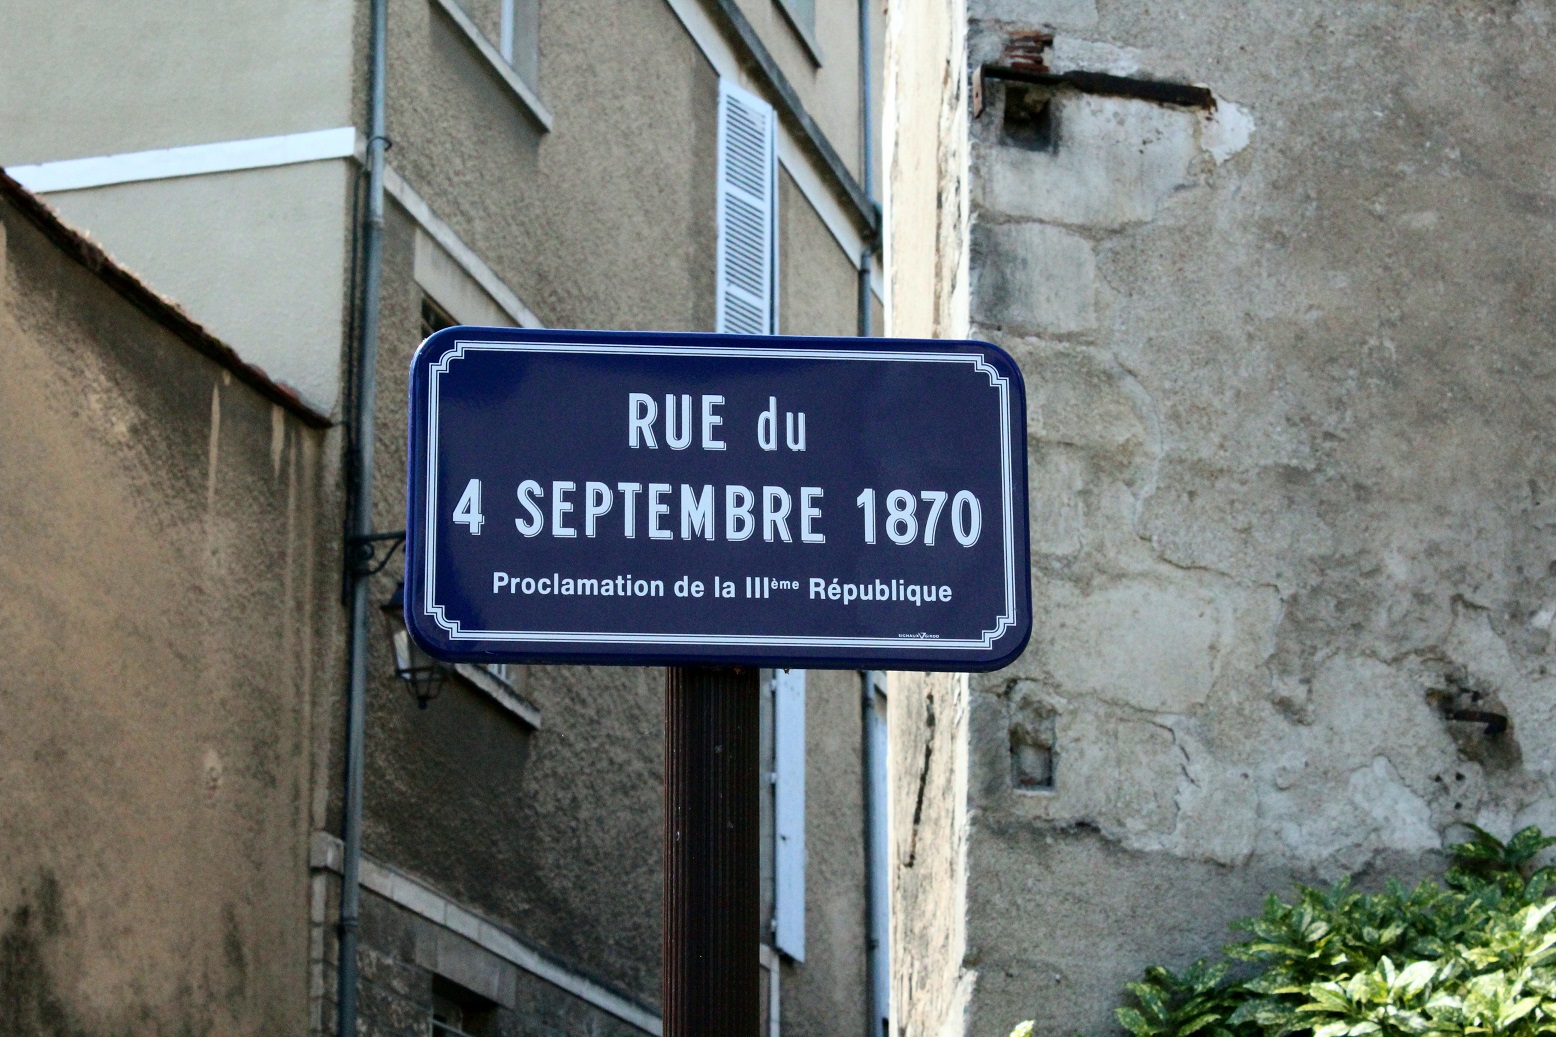 RUE du
4 SEPTEMBRE 1870
Proclamation de la IIIème République